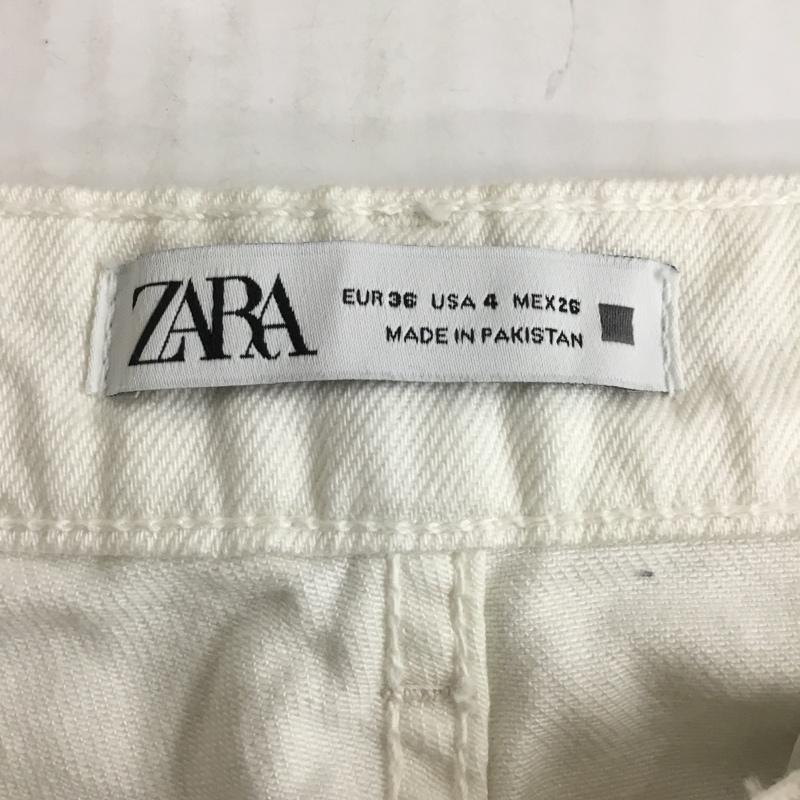 ZARA
EUR 36 USA 4 MEX 26
MADE IN PAKISTAN